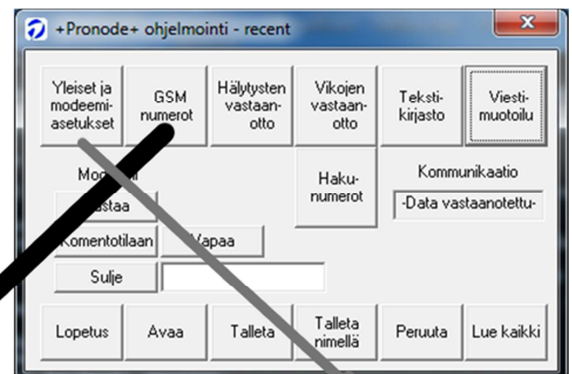 +Pronode+ ohjelmointi - recent
Yleiset ja
modeemi-
asetukset
GSM
numerot
Hälytysten
vastaan-
otto
Vikojen
vastaan-
otto
Teksti-
kirjasto
Viesti-
muotoilu
Haku-
numerot
Kommunikaatio
-Data vastaanotettu-
Komentotilaan
Sulje
Lopetus
Avaa
Talleta
Talleta
nimellä
Peruuta
Lue kaikki